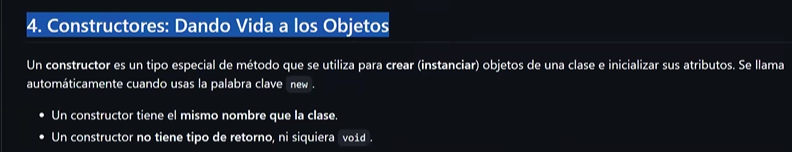 4. Constructores: Dando Vida a los Objetos
Un constructor es un tipo especial de método que se utiliza para crear (instanciar) objetos de una clase e inicializar sus atributos. Se llama
automáticamente cuando usas la palabra clave new .
• Un constructor tiene el mismo nombre que la clase.
• Un constructor no tiene tipo de retorno, ni siquiera void .